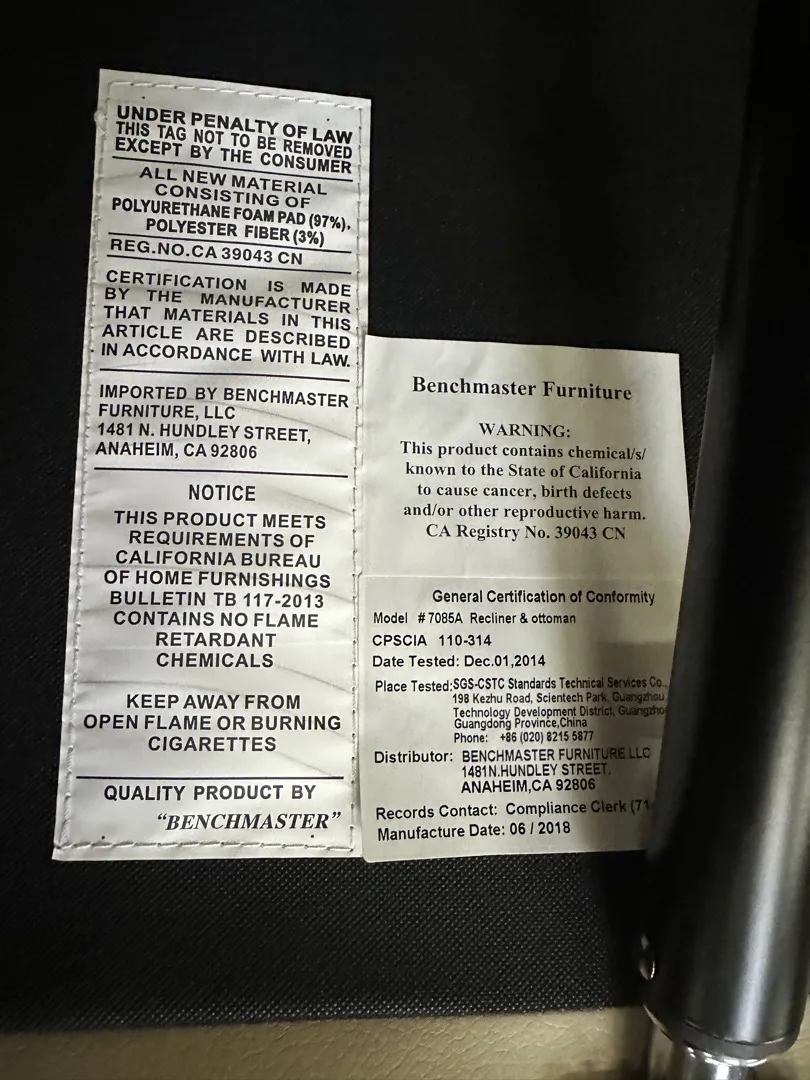 UNDER PENALTY OF LAW
THIS TAG NOT TO BE REMOVED
EXCEPT BY THE CONSUMER
ALL NEW MATERIAL
CONSISTING OF
POLYURETHANE FOAM PAD (97%),
POLYESTER FIBER (3%)
REG.NO.CA 39043 CN
CERTIFICATION IS MADE
BY THE MANUFACTURER
THAT MATERIALS IN THIS
ARTICLE ARE DESCRIBED
IN ACCORDANCE WITH LAW.
IMPORTED BY BENCHMASTER
FURNITURE, LLC
1481 N. HUNDLEY STREET,
ANAHEIM, CA 92806
NOTICE
THIS PRODUCT MEETS
REQUIREMENTS OF
CALIFORNIA BUREAU
OF HOME FURNISHINGS
BULLETIN TB 117-2013
CONTAINS NO FLAME
RETARDANT
CHEMICALS
KEEP AWAY FROM
OPEN FLAME OR BURNING
CIGARETTES
QUALITY PRODUCT BY
“BENCHMASTER”
Benchmaster Furniture
WARNING:
This product contains chemical/s/
known to the State of California
to cause cancer, birth defects
and/or other reproductive harm.
CA Registry No. 39043 CN
General Certification of Conformity
Model #7085A Recliner & ottoman
CPSCIA 110-314
Date Tested: Dec.01,2014
Place Tested:SGS-CSTC Standards Technical Services Co.,
198 Kezhu Road, Scientech Park, Guangzhou
Technology Development District,
Guangdong Province,China
Phone: +86 (020) 8215 5877
Distributor: BENCHMASTER FURNITURE.LLC
1481N.HUNDLEY STREET,
ANAHEIM,CA 92806
Records Contact: Compliance Clerk (71
Manufacture Date: 06 / 2018